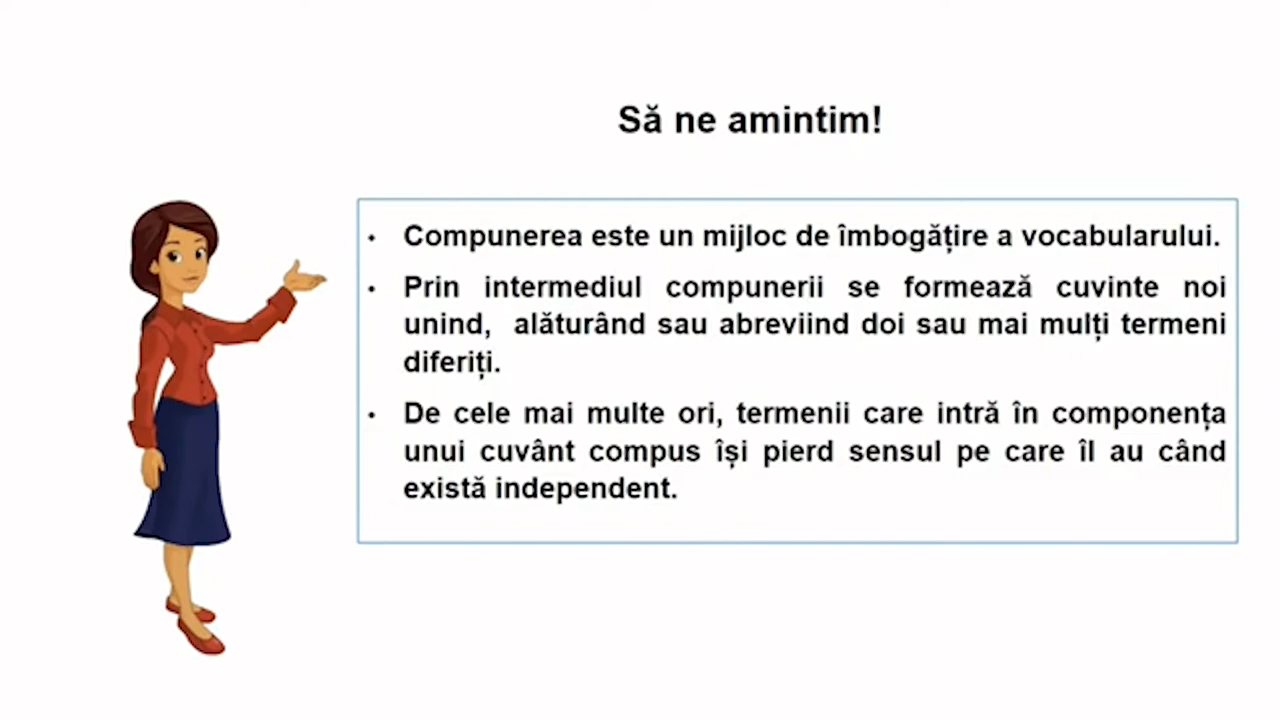 Să ne amintim!
• Compunerea este un mijloc de îmbogățire a vocabularului.
• Prin intermediul compunerii se formează cuvinte noi
unind, alăturând sau abreviind doi sau mai mulți termeni
diferiți.
• De cele mai multe ori, termenii care intră în componența
unui cuvânt compus își pierd sensul pe care îl au când
există independent.